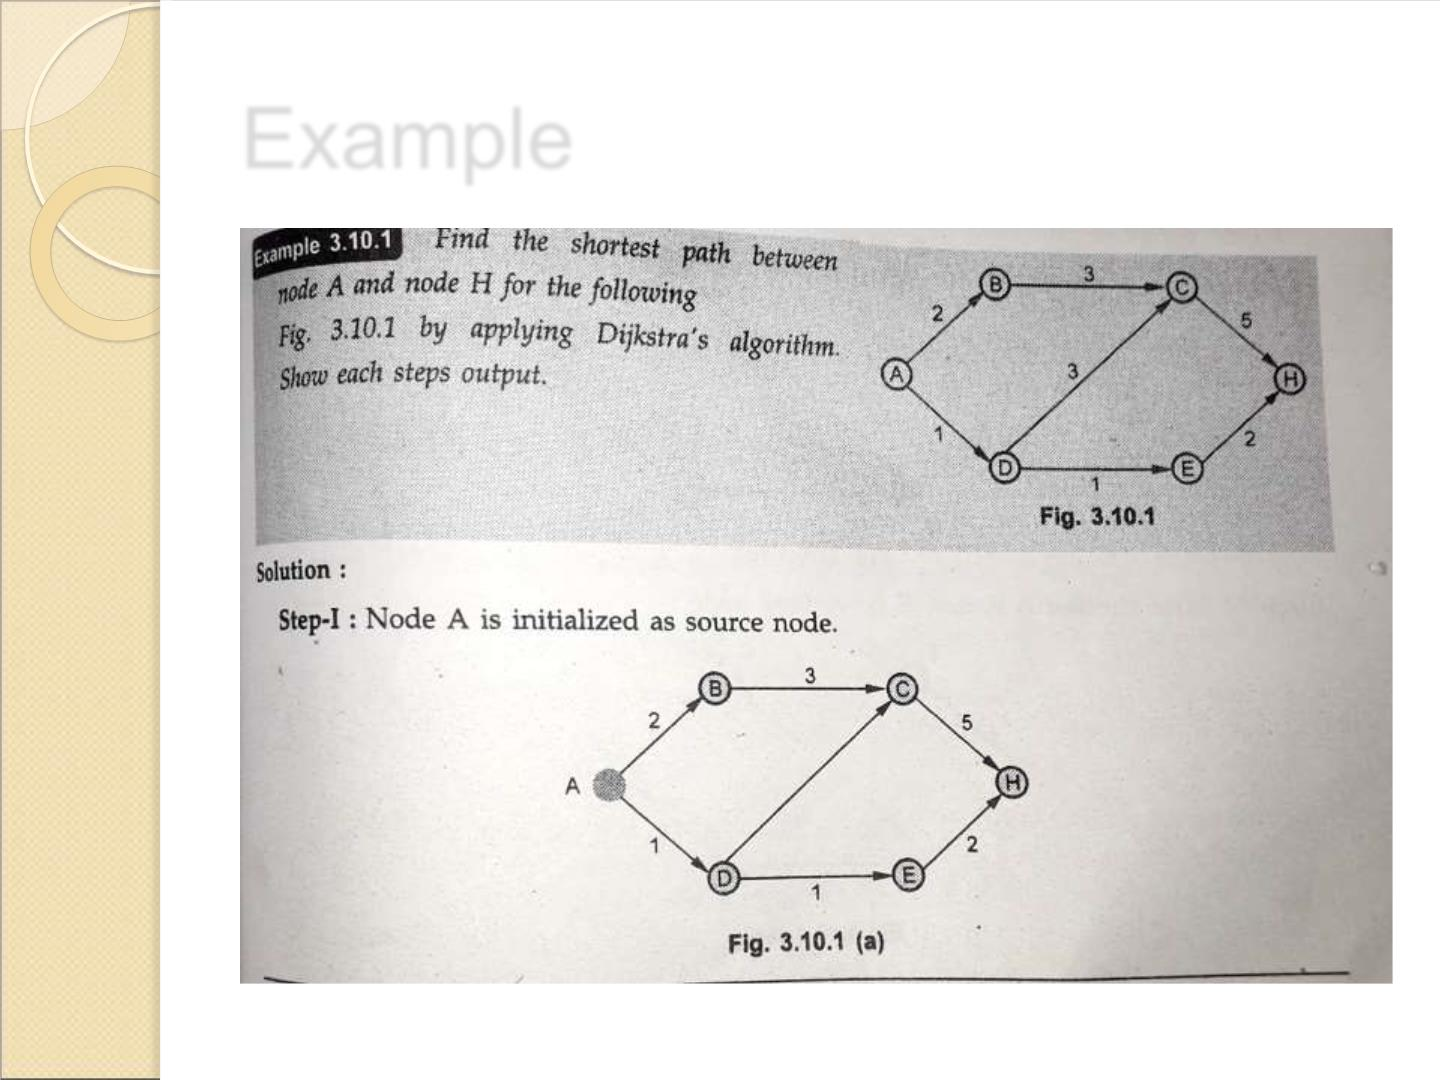 Example
Example 3.10.1 Find the shortest path between
node A and node H for the following
Fig. 3.10.1 by applying Dijkstra's algorithm.
Show each steps output.
B 3 C
2 5
A 3 H
1 2
D 1 E
Fig. 3.10.1
Solution :
Step-I : Node A is initialized as source node.
B 3 C
2 5
A H
1 2
D 1 E
Fig. 3.10.1 (a)